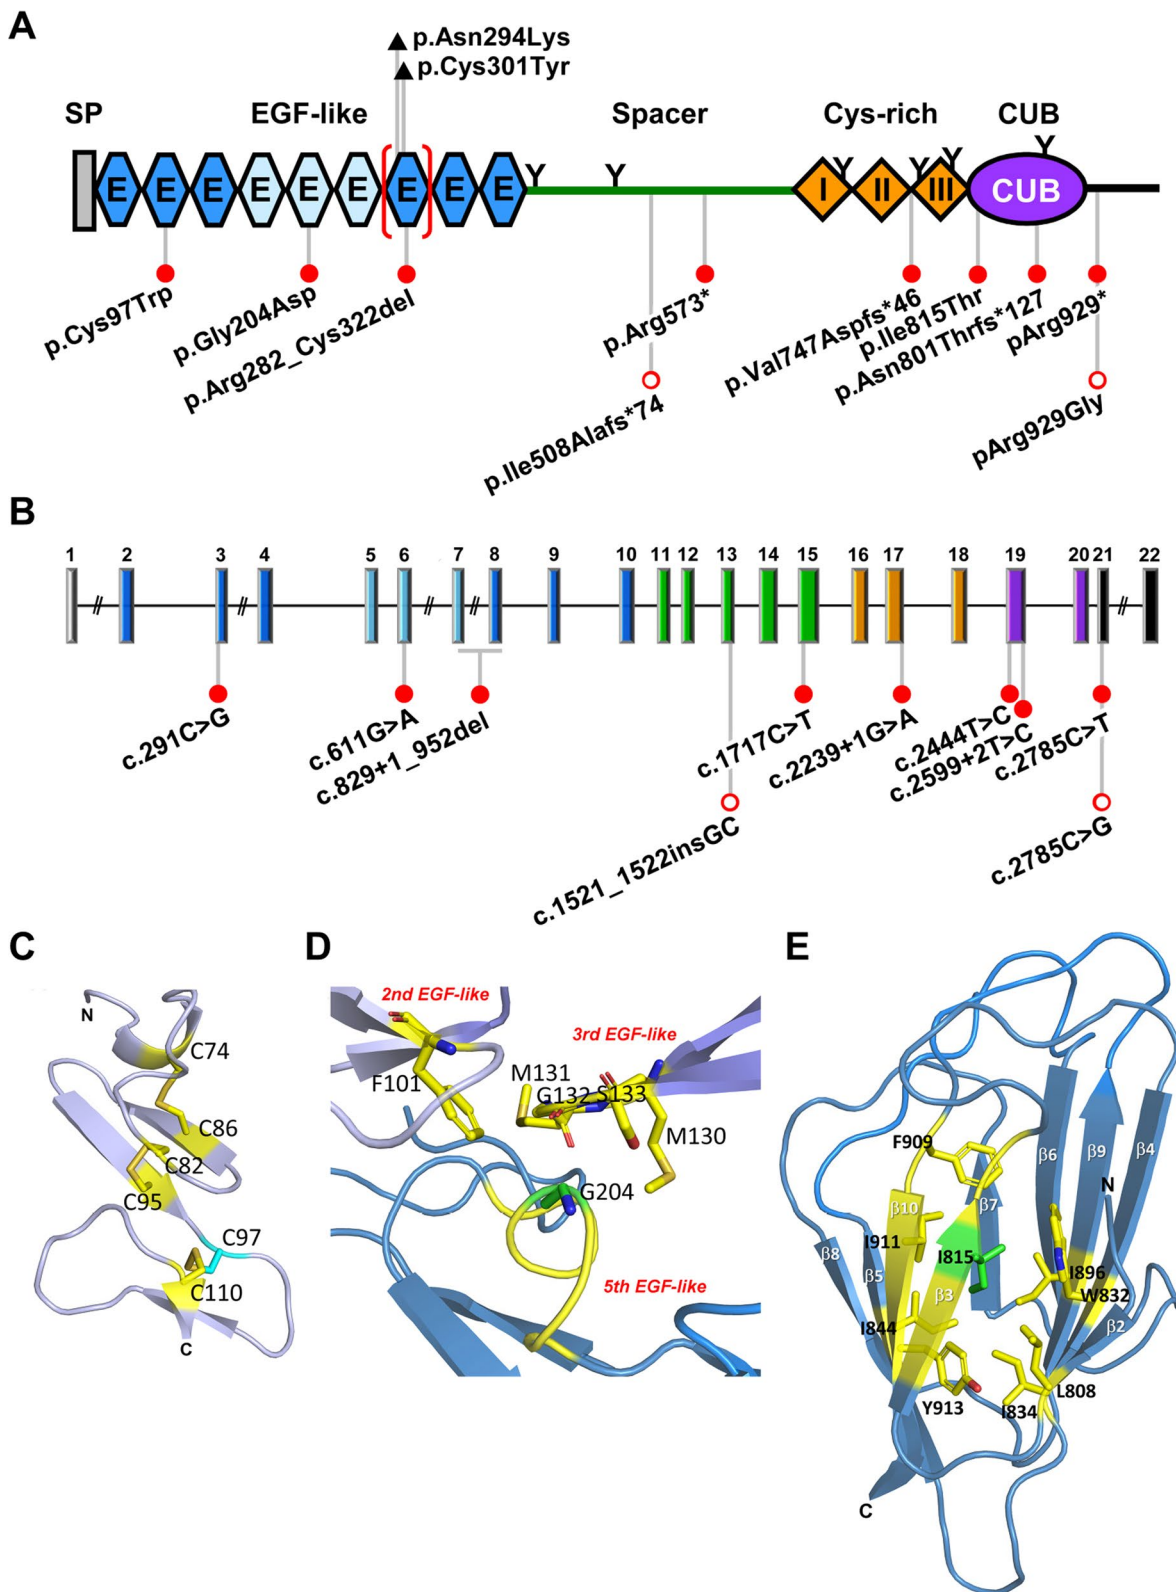 A
p.Asn294Lys
p.Cys301Tyr
SP EGF-like Spacer Cys-rich CUB
Y Y Y Y Y Y
E E E E E E E E E I II III CUB
p.Cys97Trp
p.Gly204Asp
p.Arg282_Cys322del
p.Ile508Alafs*74
p.Arg573*
p.Val747Aspfs*46
p.Ile815Thr
p.Asn801Thrfs*127
pArg929*
pArg929Gly
B
1 2 3 4 5 6 7 8 9 10 11 12 13 14 15 16 17 18 19 20 21 22
c.291C>G
c.611G>A
c.829+1_952del
c.1521_1522insGC
c.1717C>T
c.2239+1G>A
c.2444T>C
c.2599+2T>C
c.2785C>T
c.2785C>G
C
N
C74
C86
C82
C95
C97
C110
C
D
2nd EGF-like
3rd EGF-like
F101
M131
G132
S133
M130
G204
5th EGF-like
E
F909
β6
β9
β4
N
β10
β7
I911
I815
β8
β5
β3
I896
W832
I844
β2
Y913
I834
L808
C